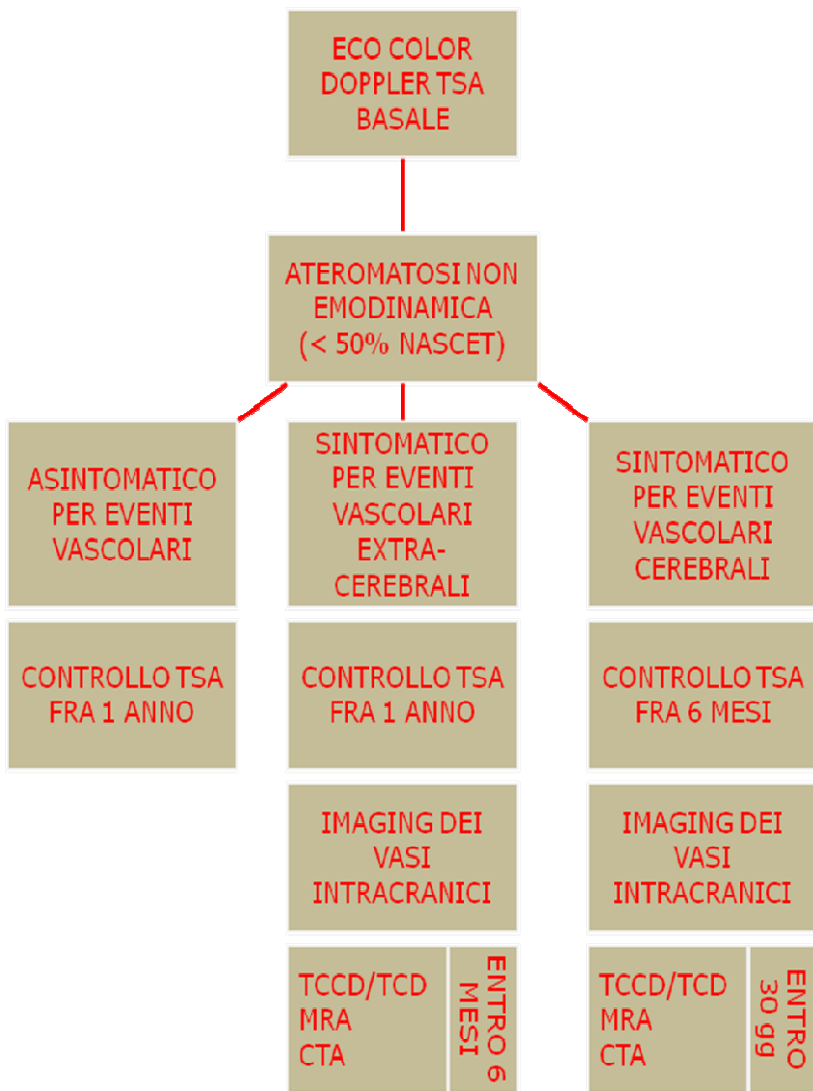 ECO COLOR
DOPPLER TSA
BASALE
ATEROMATOSI NON
EMODINAMICA
(< 50% NASCET)
ASINTOMATICO
PER EVENTI
VASCOLARI
SINTOMATICO
PER EVENTI
VASCOLARI
EXTRA-
CEREBRALI
SINTOMATICO
PER EVENTI
VASCOLARI
CEREBRALI
CONTROLLO TSA
FRA 1 ANNO
CONTROLLO TSA
FRA 1 ANNO
CONTROLLO TSA
FRA 6 MESI
IMAGING DEI
VASI
INTRACRANICI
IMAGING DEI
VASI
INTRACRANICI
TCCD/TCD
MRA
CTA
ENTRO 6
MESI
TCCD/TCD
MRA
CTA
ENTRO
30 gg